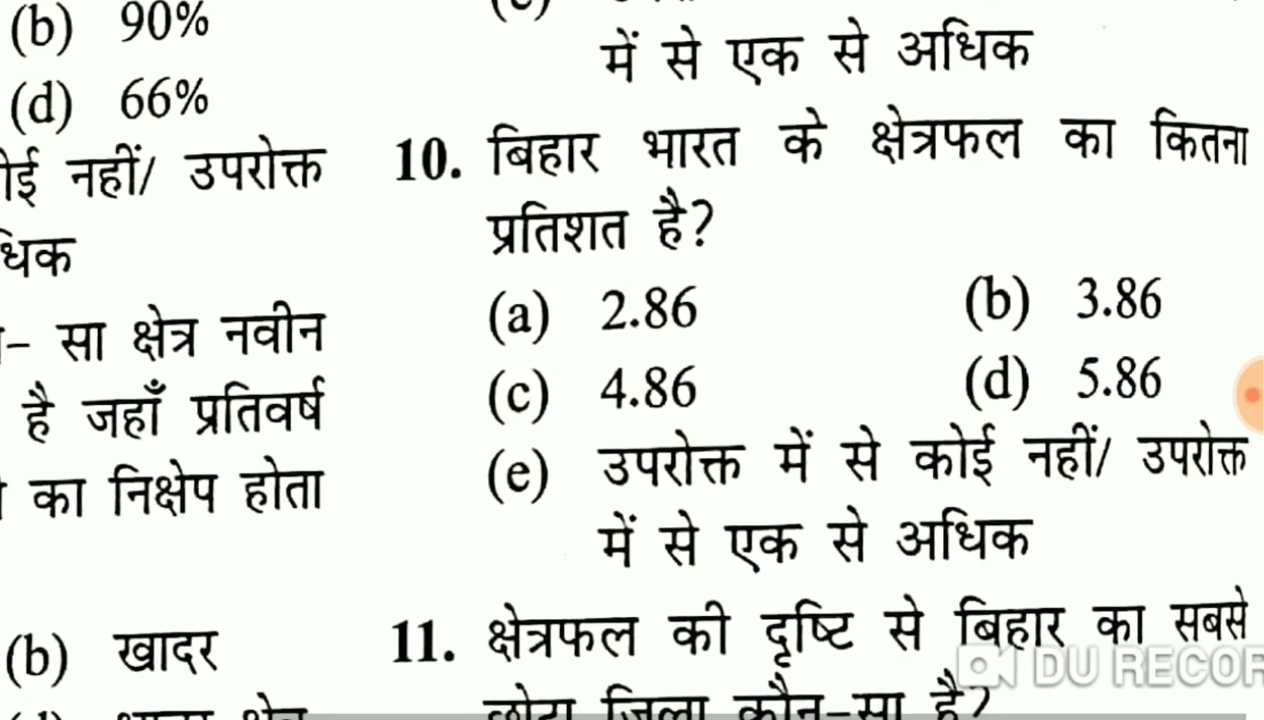 (b) 90%
(d) 66%
नहीं/ उपरोक्त
- सा क्षेत्र नवीन
है जहाँ प्रतिवर्ष
का निक्षेप होता
(b) खादर
में से एक से अधिक
10. बिहार भारत के क्षेत्रफल का कितना
प्रतिशत है?
(a) 2.86 (b) 3.86
(c) 4.86 (d) 5.86
(e) उपरोक्त में से कोई नहीं/ उपरोक्त
में से एक से अधिक
11. क्षेत्रफल की दृष्टि से बिहार का सबसे
छोटा जिला कौन-सा है?
DU RECOR